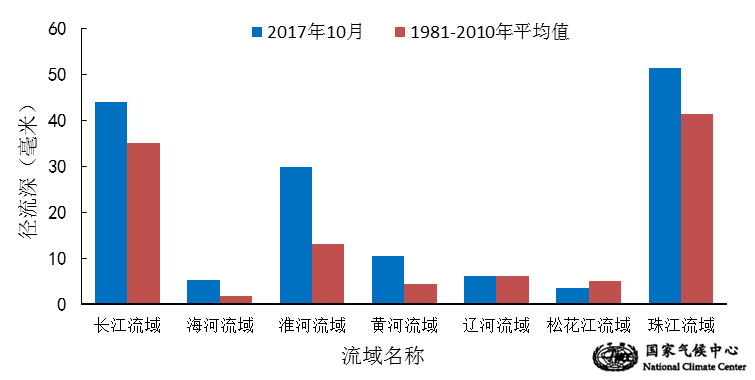 2017年10月 1981-2010年平均值
60
50
40
30
20
10
0
径流深（毫米）
长江流域 海河流域 淮河流域 黄河流域 辽河流域 松花江流域 珠江流域
流域名称
国家气候中心
National Climate Center